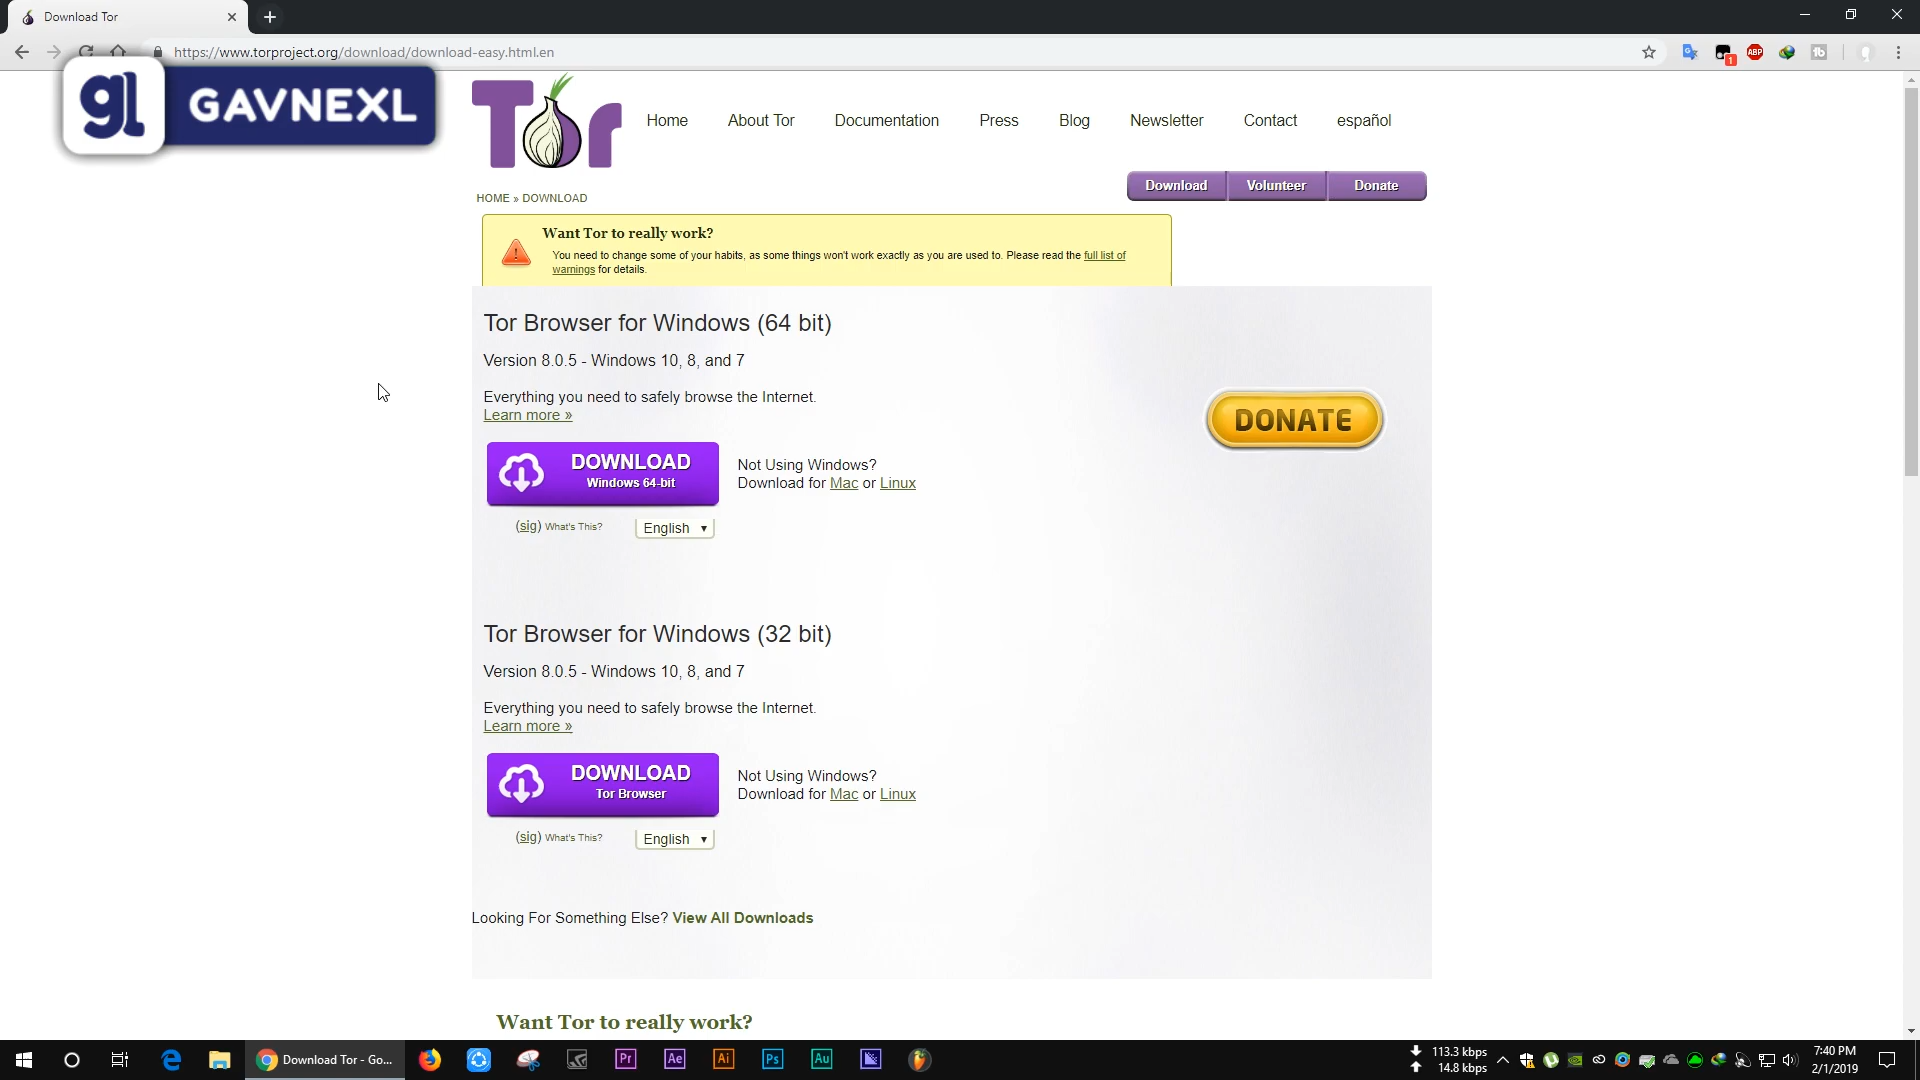 Download Tor
https://www.torproject.org/download/download-easy.html.en
ABP
1
gl GAVNEXL
Tor
Home About Tor Documentation Press Blog Newsletter Contact español
Download Volunteer Donate
HOME » DOWNLOAD
Want Tor to really work?
You need to change some of your habits, as some things won't work exactly as you are used to. Please read the full list of
warnings for details.
Tor Browser for Windows (64 bit)
Version 8.0.5 - Windows 10, 8, and 7
Everything you need to safely browse the Internet.
Learn more »
DONATE
DOWNLOAD
Windows 64-bit
Not Using Windows?
Download for Mac or Linux
(sig) What's This?
English
Tor Browser for Windows (32 bit)
Version 8.0.5 - Windows 10, 8, and 7
Everything you need to safely browse the Internet.
Learn more »
DOWNLOAD
Tor Browser
Not Using Windows?
Download for Mac or Linux
(sig) What's This?
English
Looking For Something Else? View All Downloads
Want Tor to really work?
Download Tor - Go...
Pr
Ae
Ai
Ps
Au
113.3 kbps
14.8 kbps
7:40 PM
2/1/2019